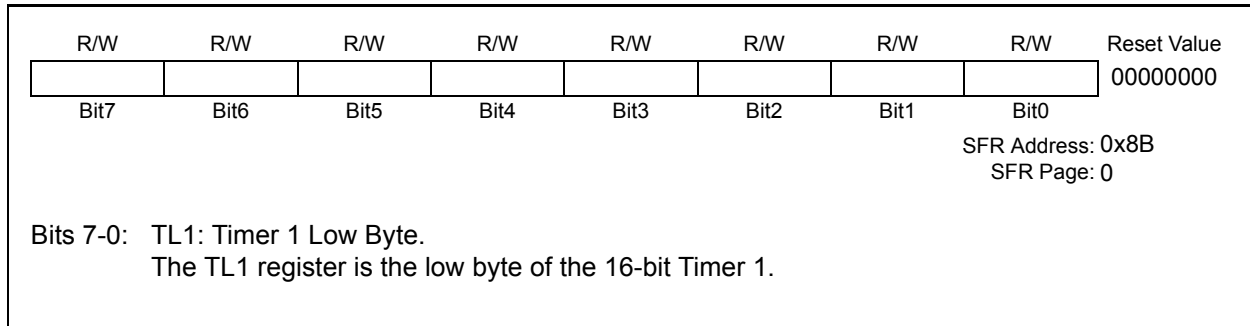 R/W R/W R/W R/W R/W R/W R/W R/W Reset Value
00000000
Bit7 Bit6 Bit5 Bit4 Bit3 Bit2 Bit1 Bit0
SFR Address: 0x8B
SFR Page: 0
Bits 7-0: TL1: Timer 1 Low Byte.
The TL1 register is the low byte of the 16-bit Timer 1.